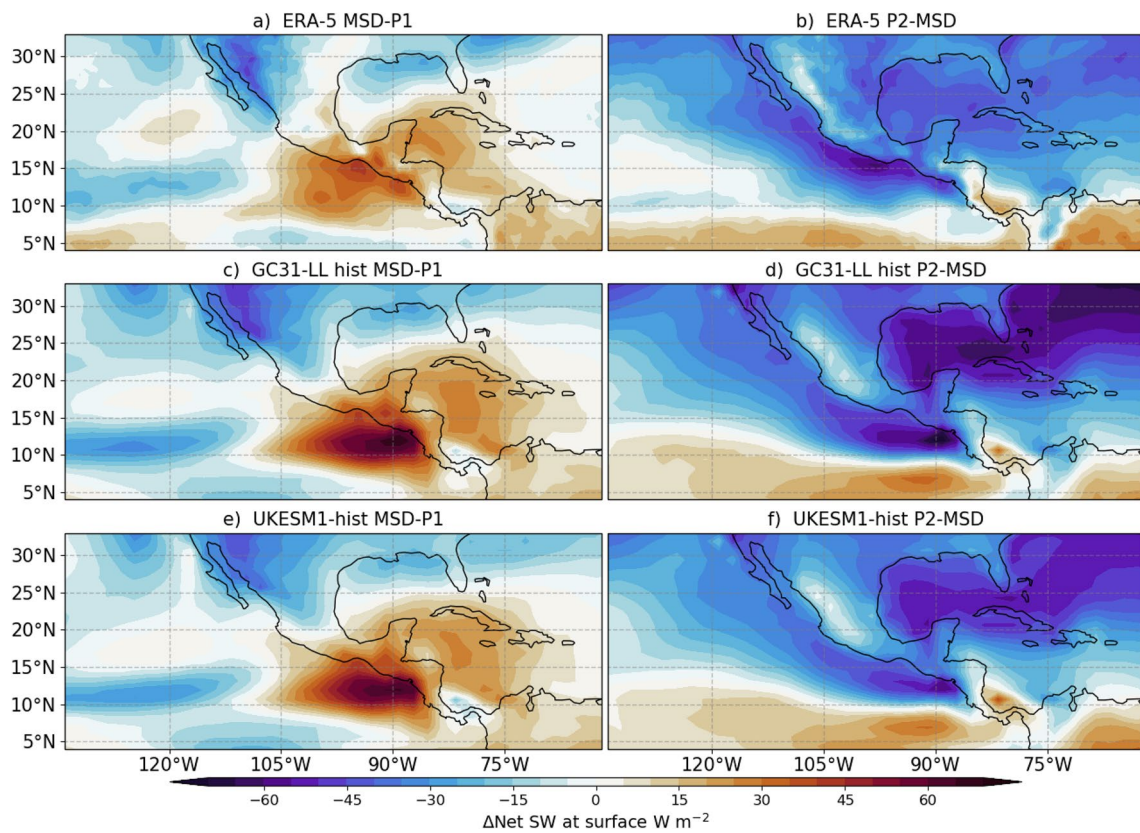 a) ERA-5 MSD-P1
b) ERA-5 P2-MSD
30°N
25°N
20°N
15°N
10°N
5°N
c) GC31-LL hist MSD-P1
d) GC31-LL hist P2-MSD
30°N
25°N
20°N
15°N
10°N
5°N
e) UKESM1-hist MSD-P1
f) UKESM1-hist P2-MSD
30°N
25°N
20°N
15°N
10°N
5°N
120°W 105°W 90°W 75°W 120°W 105°W 90°W 75°W
−60 −45 −30 −15 0 15 30 45 60
ΔNet SW at surface W m⁻²